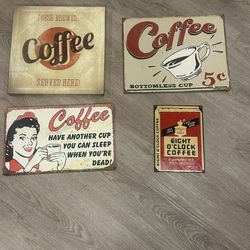 FRESH BREWED
Coffee
SERVED HERE!
Coffee
BOTTOMLESS CUP
5¢
Coffee
HAVE ANOTHER CUP
YOU CAN SLEEP
WHEN YOU'RE
DEAD!
EIGHT
O'CLOCK
COFFEE